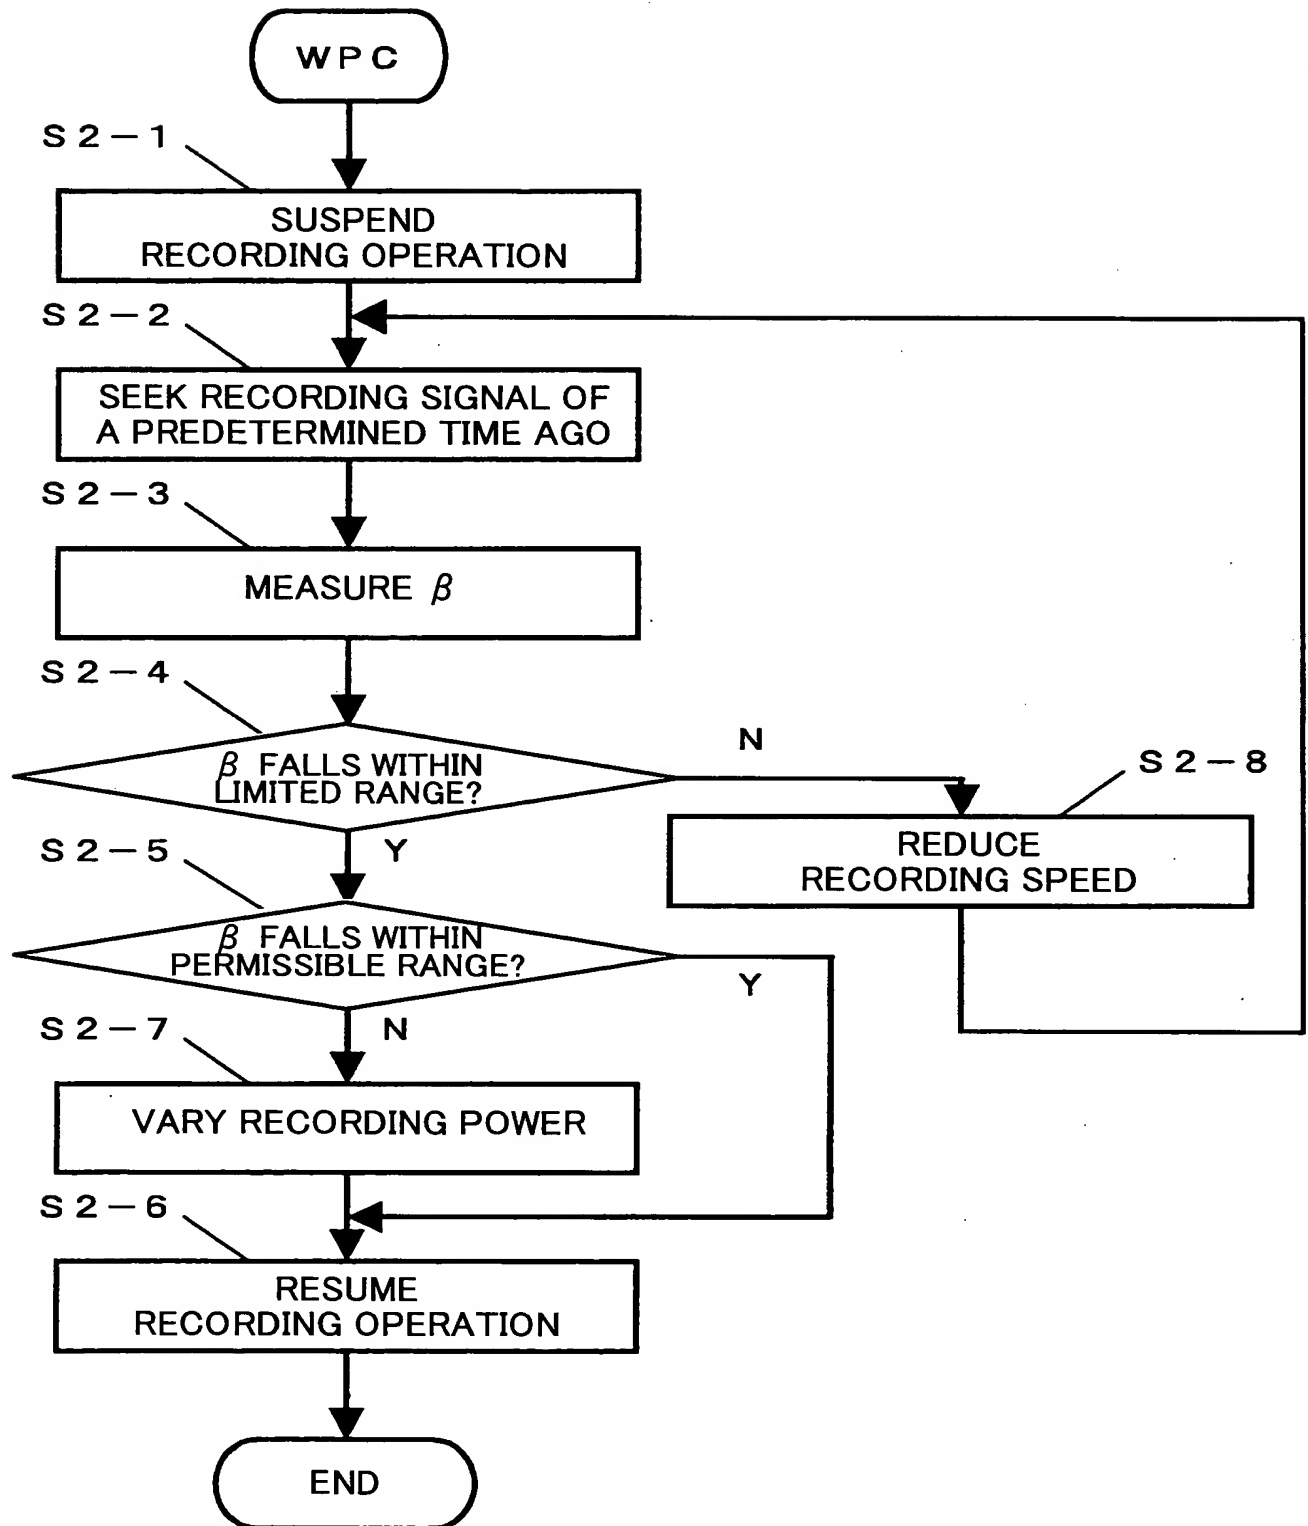 WPC
S2-1
SUSPEND
RECORDING OPERATION
S2-2
SEEK RECORDING SIGNAL OF
A PREDETERMINED TIME AGO
S2-3
MEASURE β
S2-4
β FALLS WITHIN
LIMITED RANGE?
N
S2-8
REDUCE
RECORDING SPEED
Y
S2-5
β FALLS WITHIN
PERMISSIBLE RANGE?
Y
N
S2-7
VARY RECORDING POWER
S2-6
RESUME
RECORDING OPERATION
END